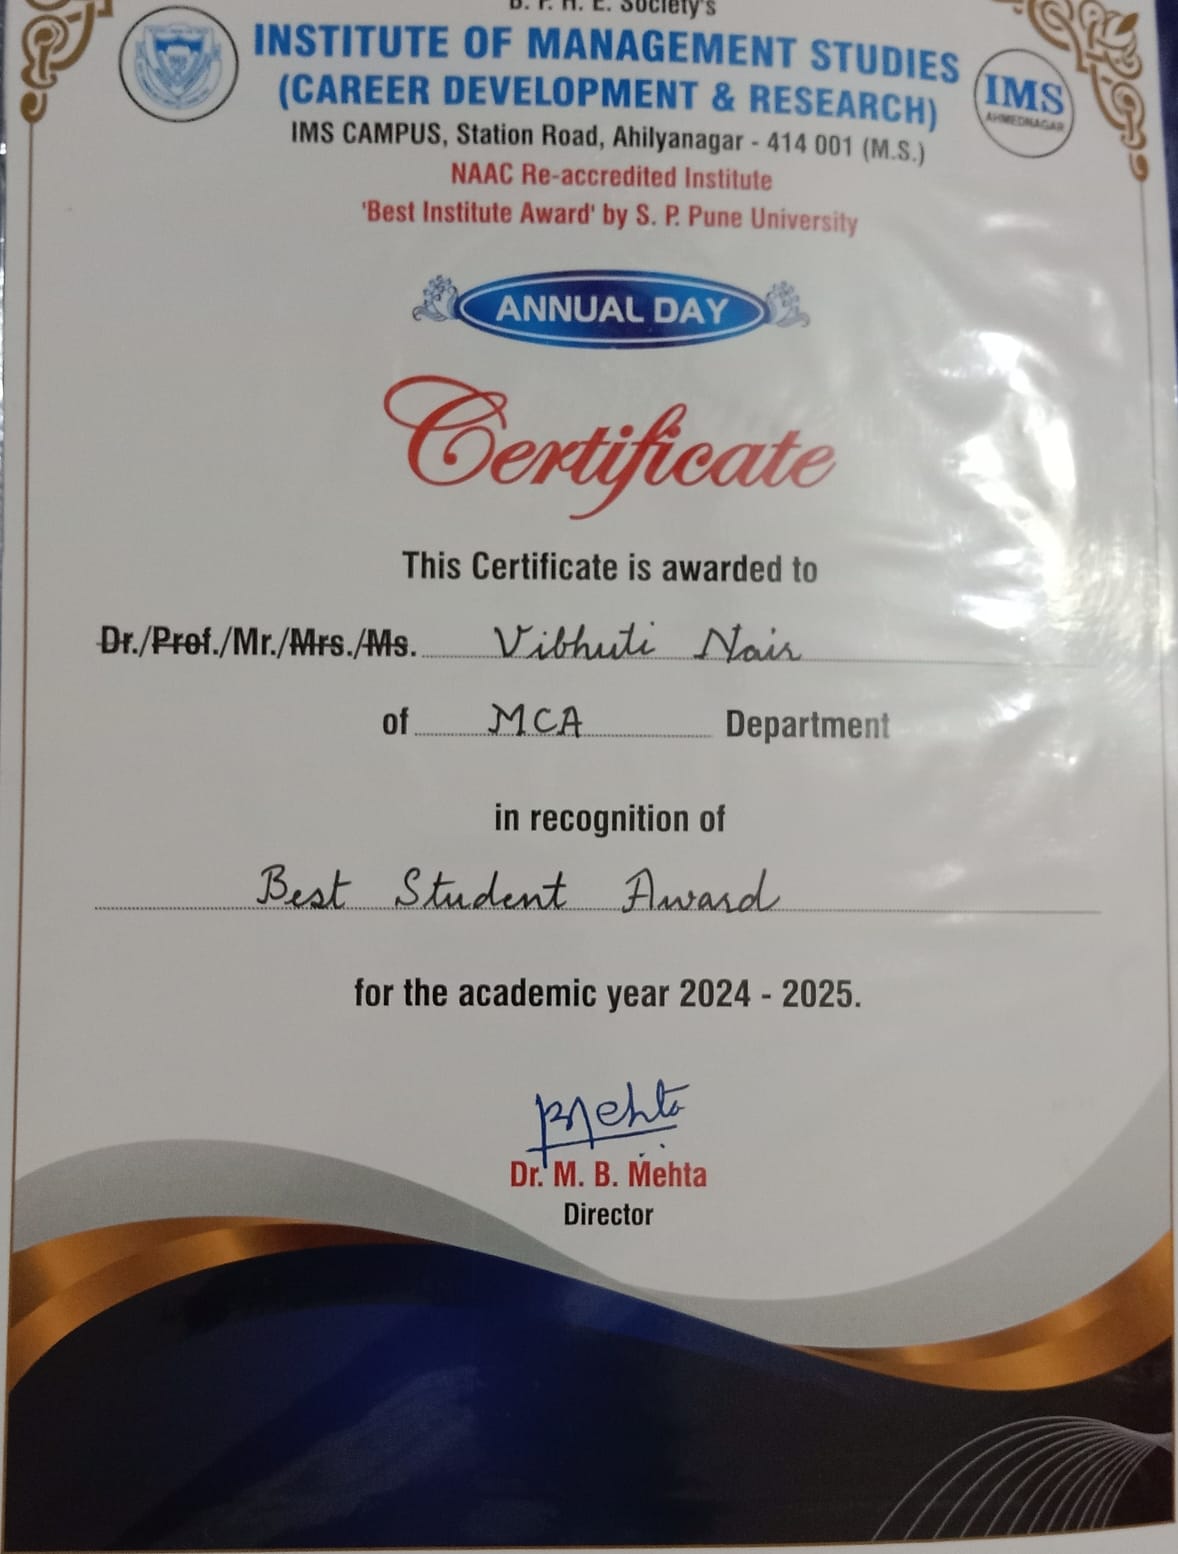 B. P. H. E. Society's
INSTITUTE OF MANAGEMENT STUDIES
(CAREER DEVELOPMENT & RESEARCH)
IMS
AHMEDNAGAR
IMS CAMPUS, Station Road, Ahilyanagar - 414 001 (M.S.)
NAAC Re-accredited Institute
'Best Institute Award' by S. P. Pune University
ANNUAL DAY
Certificate
This Certificate is awarded to
Dr./Prof./Mr./Mrs./Ms. Vibhuti Nair
of MCA Department
in recognition of
Best Student Award
for the academic year 2024 - 2025.
BMehta
Dr. M. B. Mehta
Director